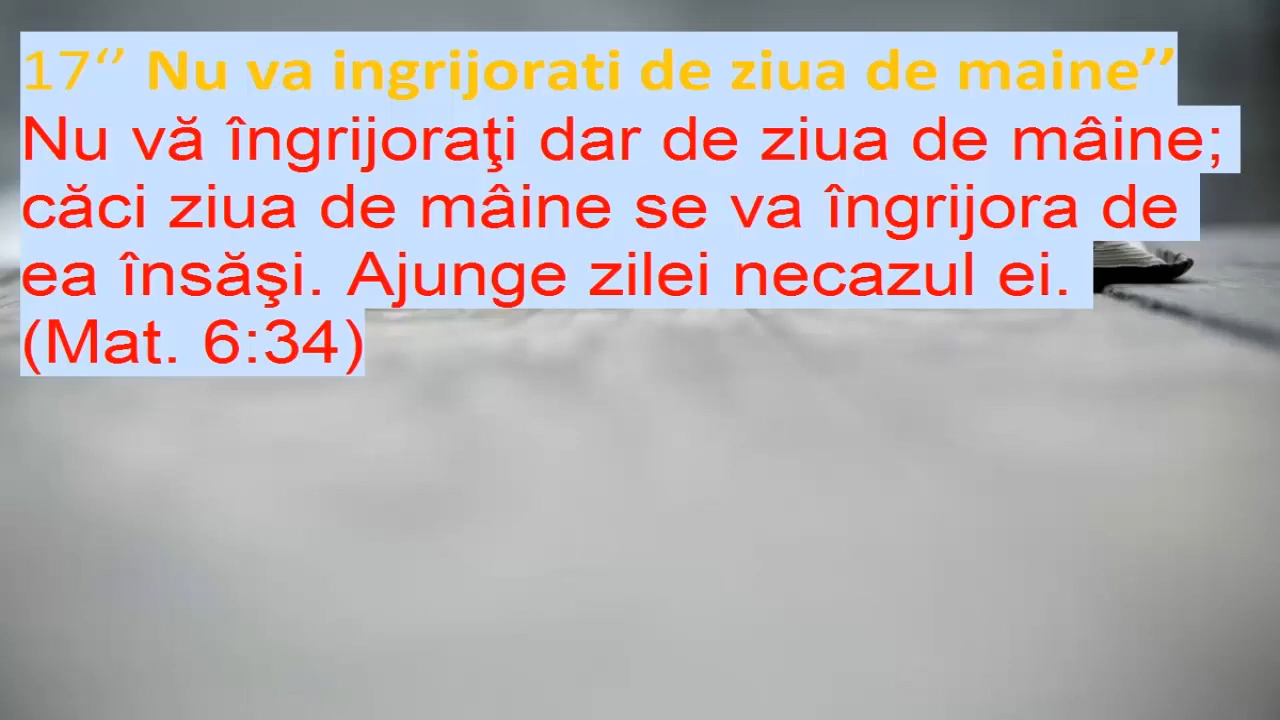 17‘’ Nu va ingrijorati de ziua de maine’’
Nu vă îngrijoraţi dar de ziua de mâine;
căci ziua de mâine se va îngrijora de
ea însăşi. Ajunge zilei necazul ei.
(Mat. 6:34)